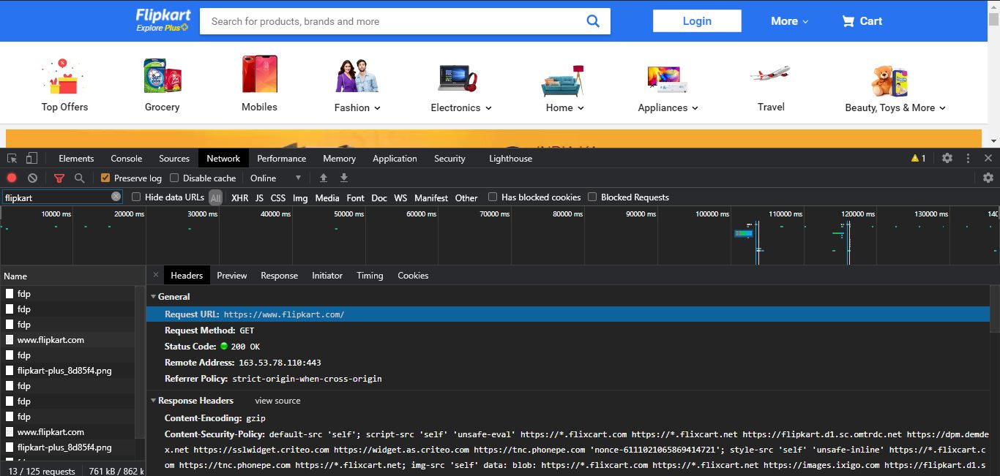 Flipkart
Explore Plus
Search for products, brands and more
Login
More
Cart
Top Offers
Grocery
Mobiles
Fashion
Electronics
Home
Appliances
Travel
Beauty, Toys & More
Elements Console Sources Network Performance Memory Application Security Lighthouse 1
Preserve log Disable cache Online
flipkart Hide data URLs All XHR JS CSS Img Media Font Doc WS Manifest Other Has blocked cookies Blocked Requests
10000 ms 20000 ms 30000 ms 40000 ms 50000 ms 60000 ms 70000 ms 80000 ms 90000 ms 100000 ms 110000 ms 120000 ms 130000 ms
Name
fdp
fdp
fdp
www.flipkart.com
fdp
flipkart-plus_8d85f4.png
fdp
fdp
fdp
www.flipkart.com
flipkart-plus_8d85f4.png
13 / 125 requests 761 kB / 862 k
Headers Preview Response Initiator Timing Cookies
General
Request URL: https://www.flipkart.com/
Request Method: GET
Status Code: 200 OK
Remote Address: 163.53.78.110:443
Referrer Policy: strict-origin-when-cross-origin
Response Headers view source
Content-Encoding: gzip
Content-Security-Policy: default-src 'self'; script-src 'self' 'unsafe-eval' https://*.flixcart.com https://*.flixcart.net https://flipkart.d1.sc.omtrdc.net https://dpm.demde
x.net https://sslwidget.criteo.com https://widget.as.criteo.com https://tnc.phonepe.com 'nonce-6111021065869414721'; style-src 'self' 'unsafe-inline' https://*.flixcart.c
om https://tnc.phonepe.com https://*.flixcart.net; img-src 'self' data: blob: https://*.flixcart.com https://*.flixcart.net https://images.ixigo.com https://flipkart.d1.s